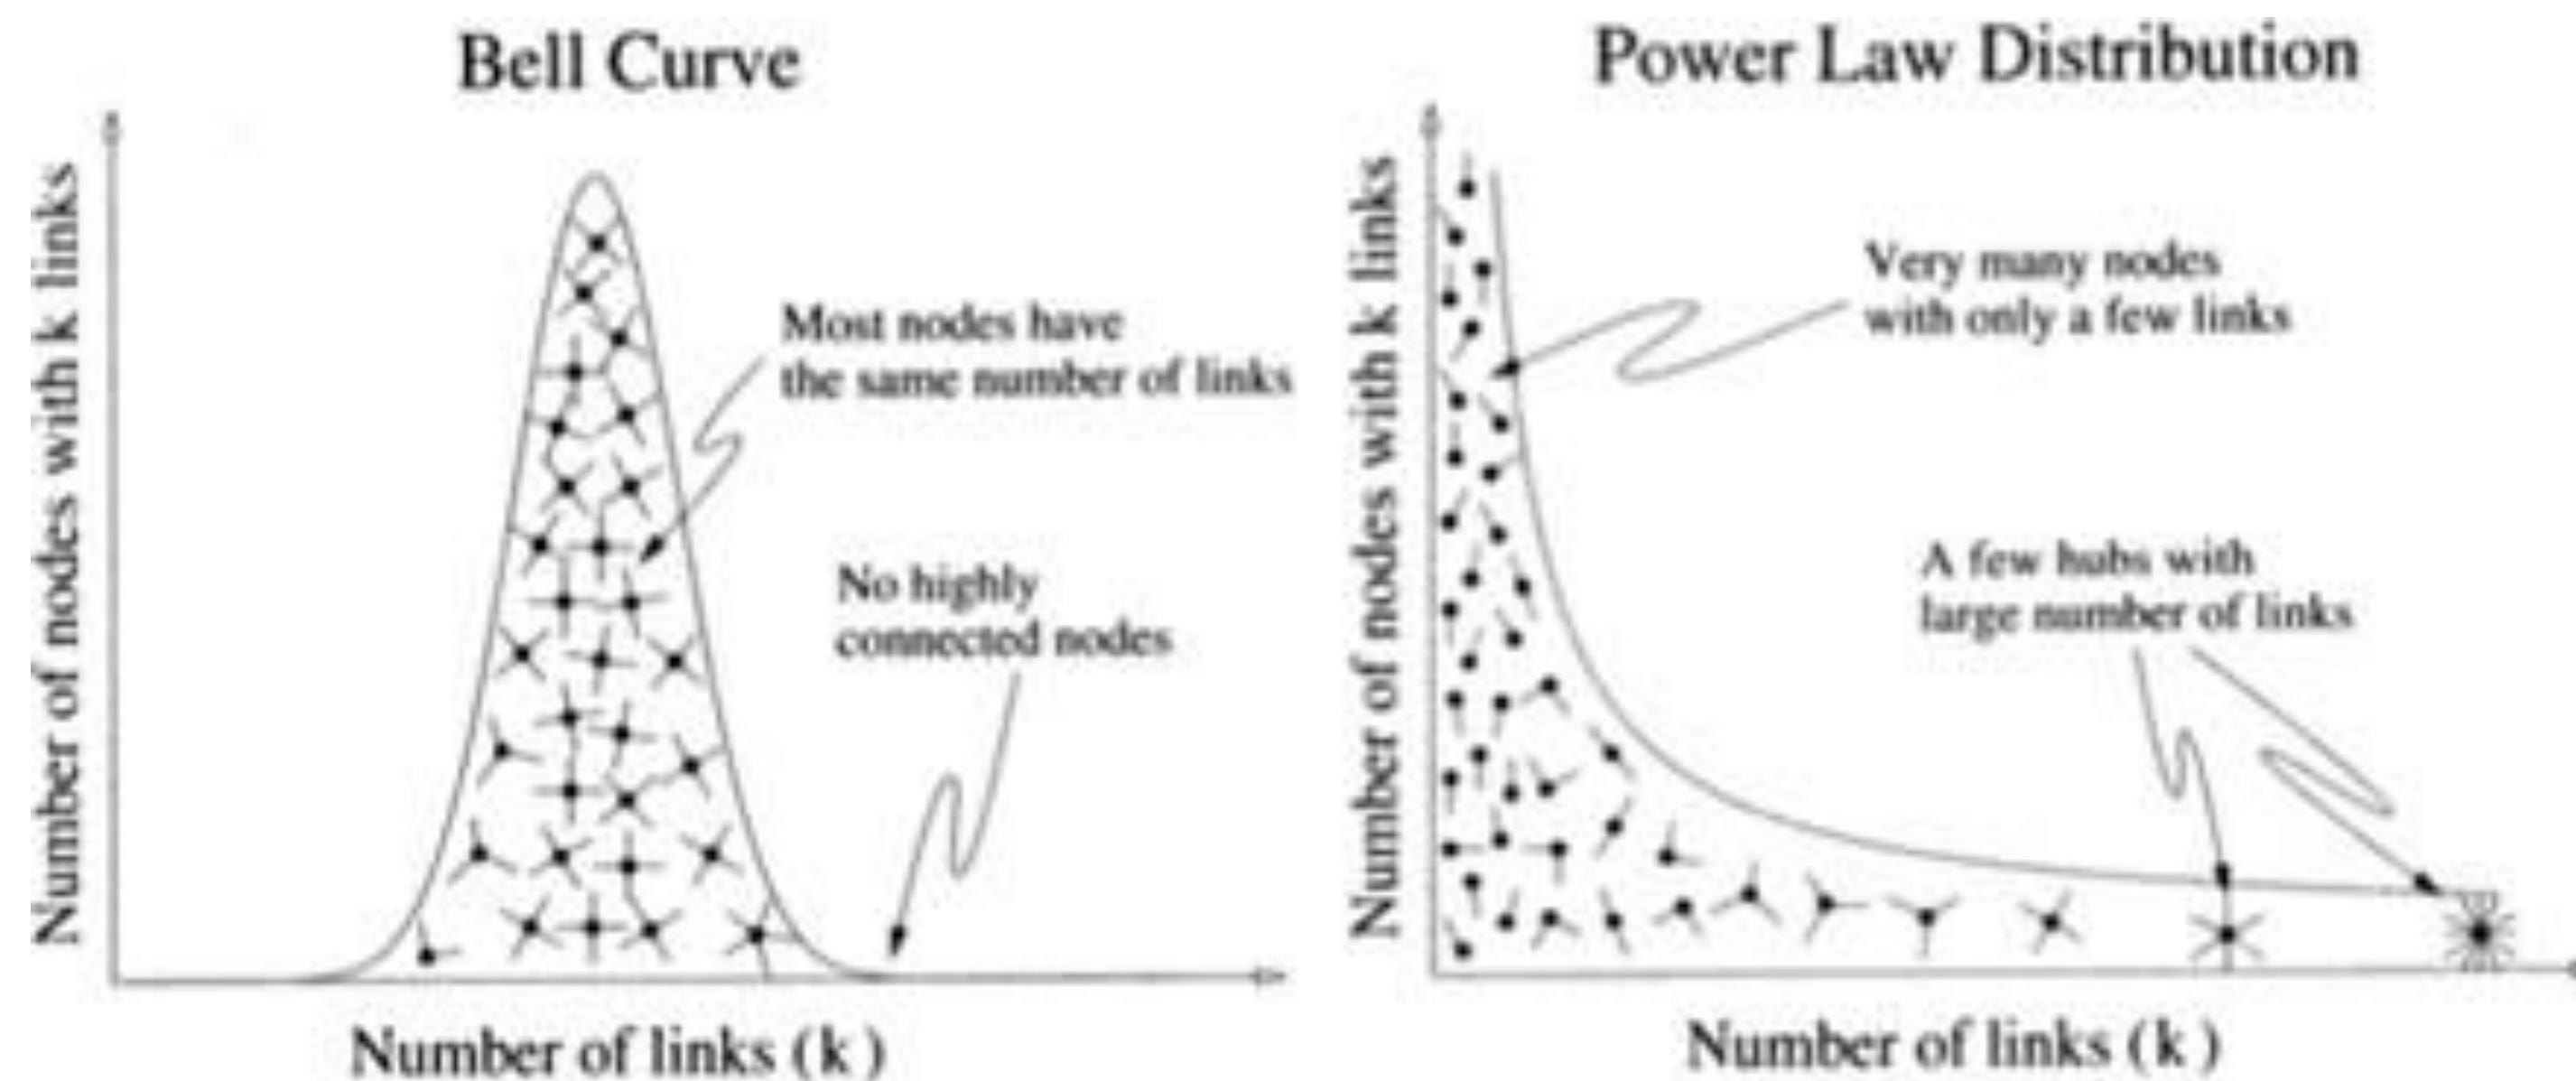 Bell Curve
Number of nodes with k links
Most nodes have
the same number of links
No highly
connected nodes
Number of links (k)
Power Law Distribution
Number of nodes with k links
Very many nodes
with only a few links
A few hubs with
large number of links
Number of links (k)